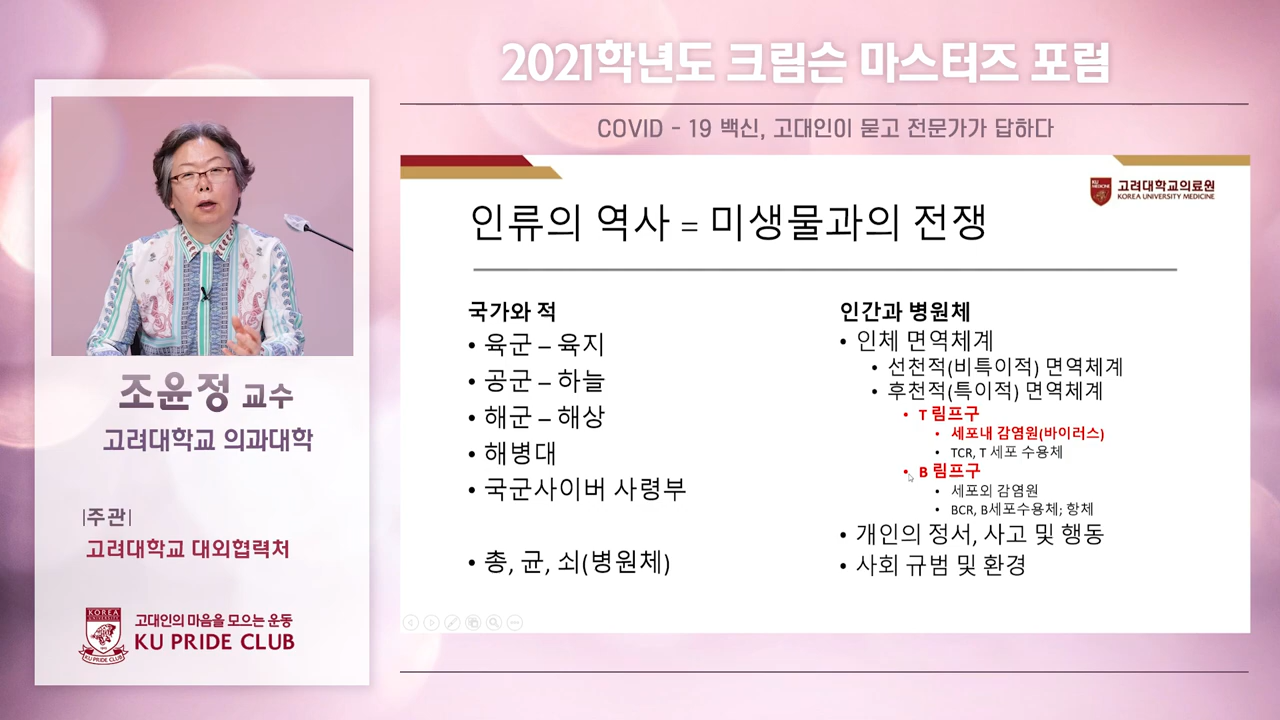 2021학년도 크림슨 마스터즈 포럼
COVID - 19 백신, 고대인이 묻고 전문가가 답하다
조윤정 교수
고려대학교 의과대학
|주관|
고려대학교 대외협력처
KOREA
KU PRIDE CLUB
고대인의 마음을 모으는 운동
KU PRIDE CLUB
KU
MEDICINE
고려대학교의료원
KOREA UNIVERSITY MEDICINE
인류의 역사 = 미생물과의 전쟁
국가와 적
• 육군 – 육지
• 공군 – 하늘
• 해군 – 해상
• 해병대
• 국군사이버 사령부
• 총, 균, 쇠(병원체)
인간과 병원체
• 인체 면역체계
• 선천적(비특이적) 면역체계
• 후천적(특이적) 면역체계
• T 림프구
• 세포내 감염원(바이러스)
• TCR, T 세포 수용체
• B 림프구
• 세포외 감염원
• BCR, B세포수용체; 항체
• 개인의 정서, 사고 및 행동
• 사회 규범 및 환경